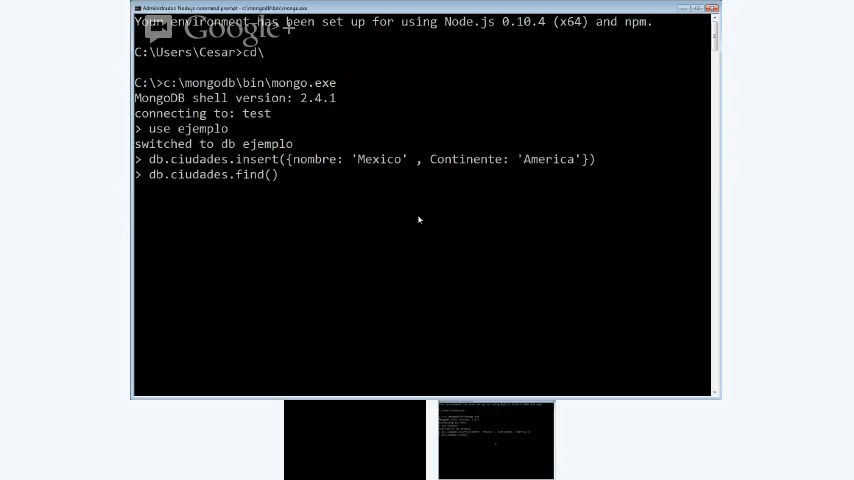 Administrador: Node.js command prompt - c:\mongodb\bin\mongo.exe
Your environment has been set up for using Node.js 0.10.4 (x64) and npm.
Google+
C:\Users\Cesar>cd\
C:\>c:\mongodb\bin\mongo.exe
MongoDB shell version: 2.4.1
connecting to: test
> use ejemplo
switched to db ejemplo
> db.ciudades.insert({nombre: 'Mexico' , Continente: 'America'})
> db.ciudades.find()